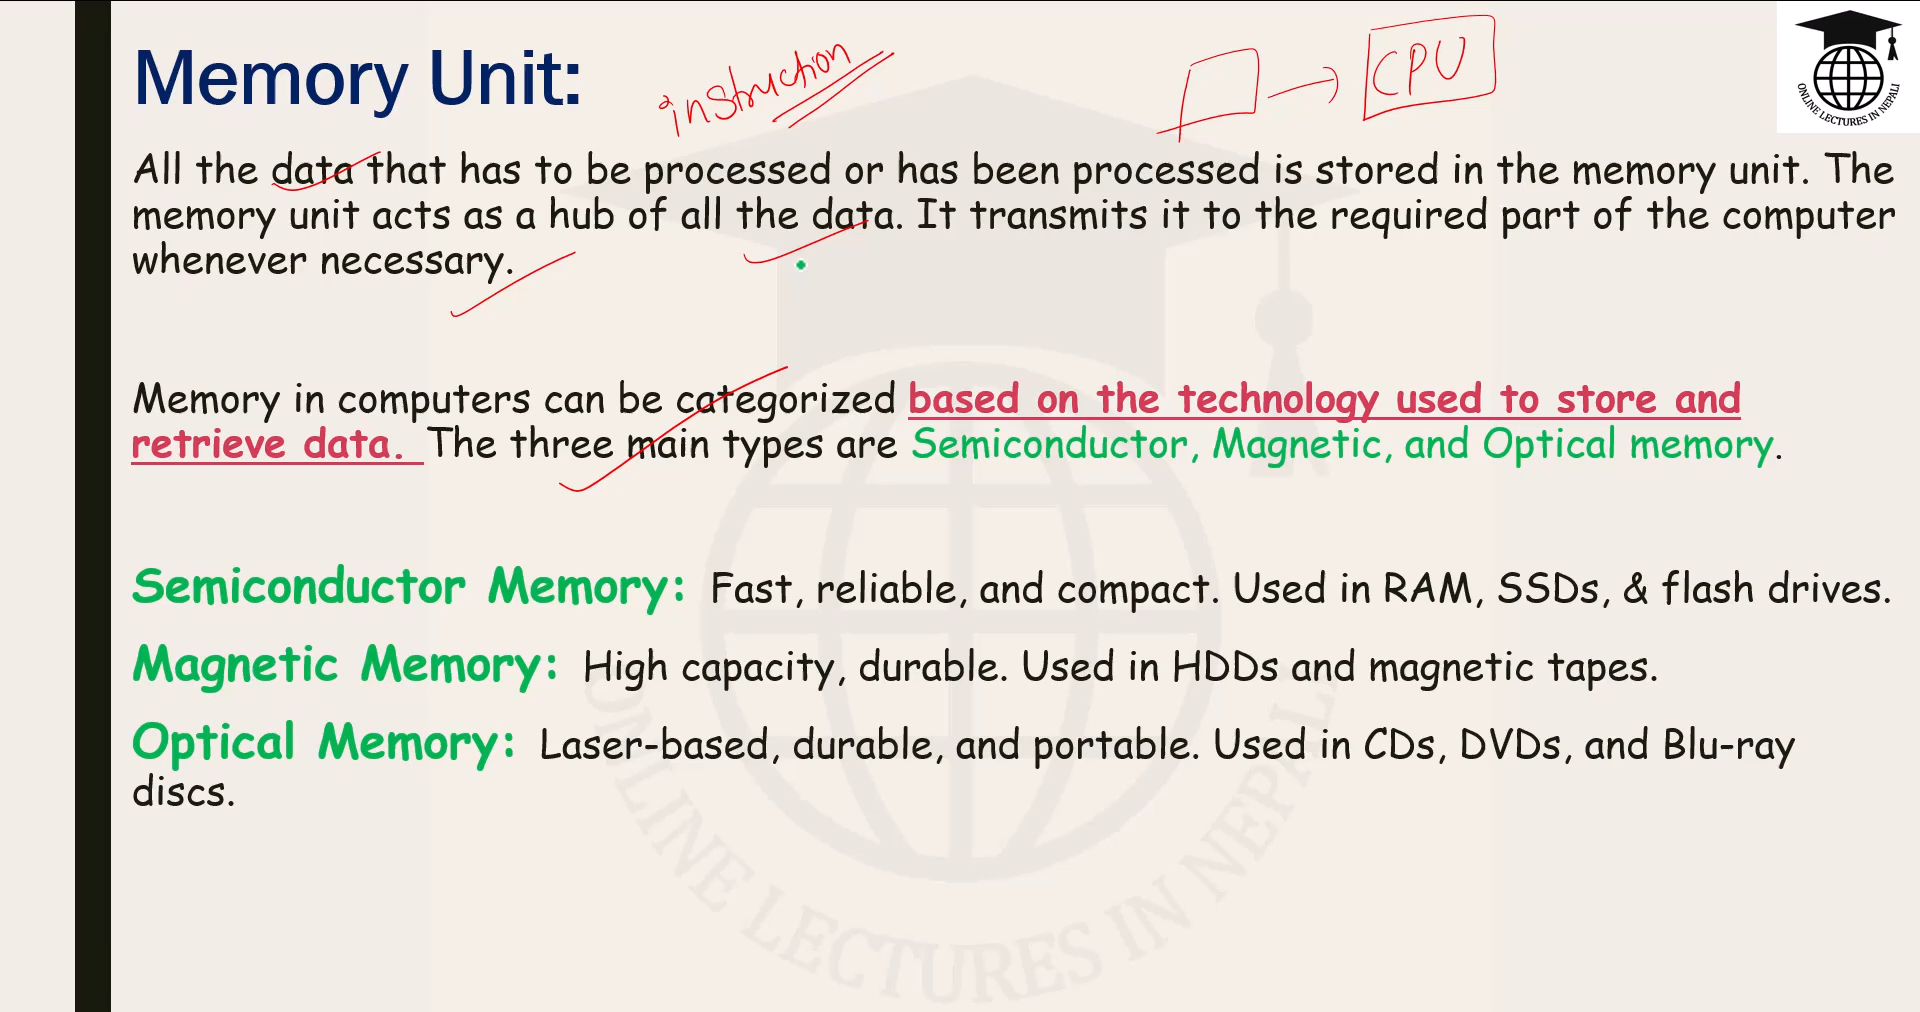 Memory Unit:
instruction
CPU
ONLINE LECTURES IN NEPALI
All the data that has to be processed or has been processed is stored in the memory unit. The
memory unit acts as a hub of all the data. It transmits it to the required part of the computer
whenever necessary.
Memory in computers can be categorized based on the technology used to store and
retrieve data. The three main types are Semiconductor, Magnetic, and Optical memory.
Semiconductor Memory: Fast, reliable, and compact. Used in RAM, SSDs, & flash drives.
Magnetic Memory: High capacity, durable. Used in HDDs and magnetic tapes.
Optical Memory: Laser-based, durable, and portable. Used in CDs, DVDs, and Blu-ray
discs.
ONLINE LECTURES IN NEPALI